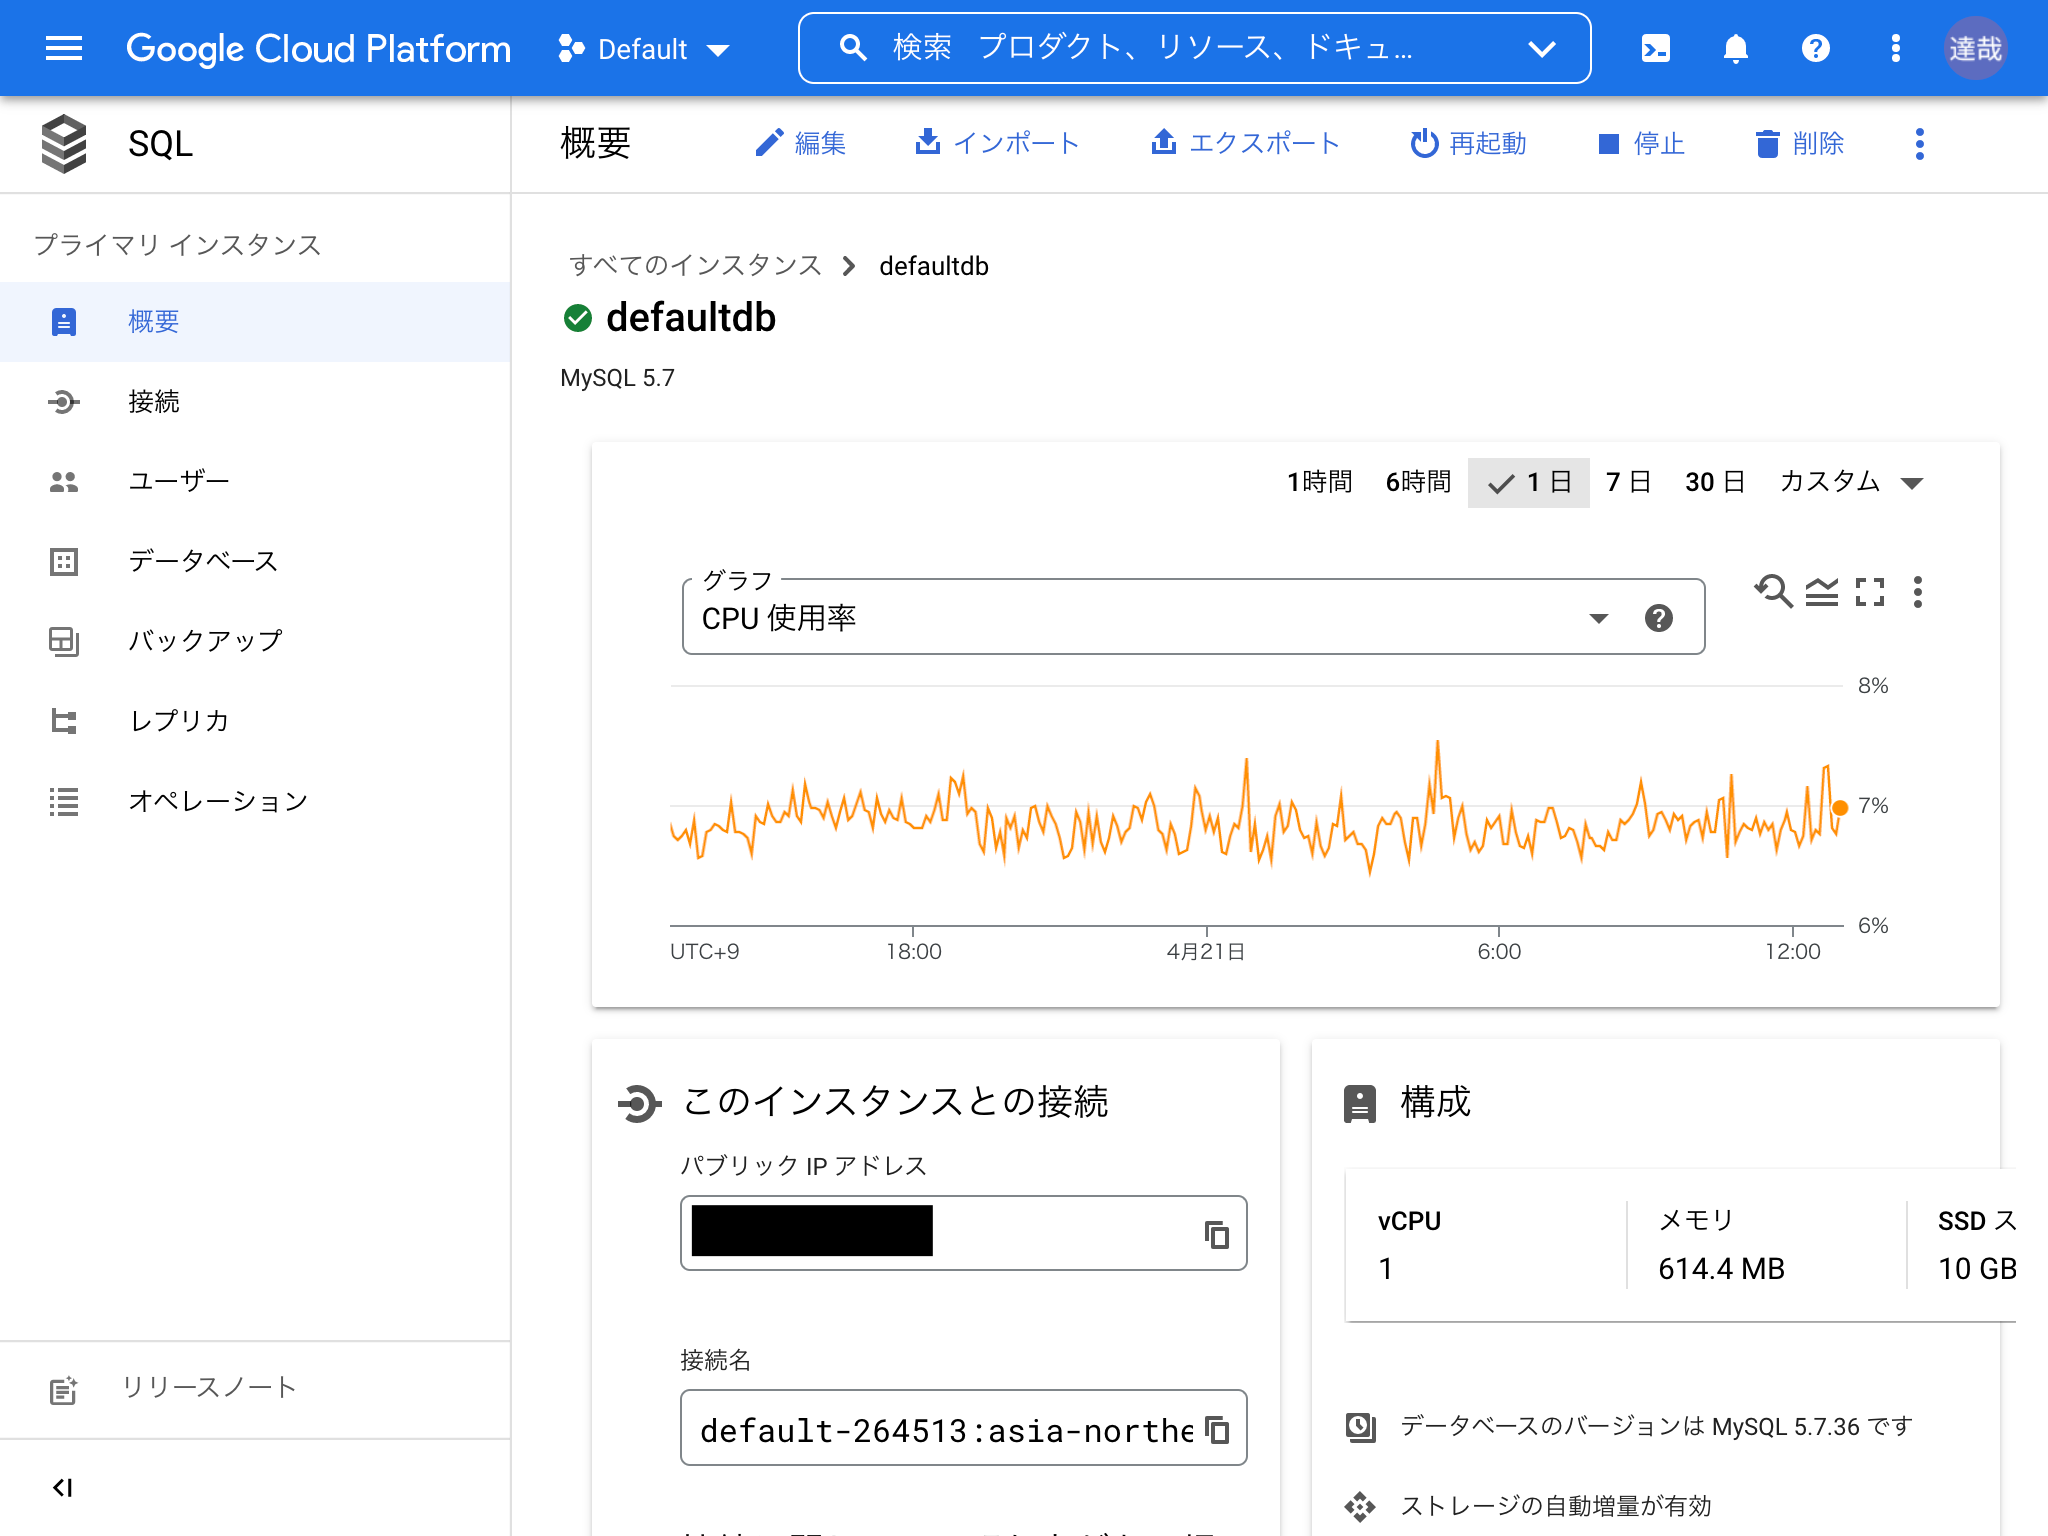 Google Cloud Platform
Default
検索 プロダクト、リソース、ドキュ...
達哉
SQL
概要
編集
インポート
エクスポート
再起動
停止
削除
プライマリ インスタンス
概要
接続
ユーザー
データベース
バックアップ
レプリカ
オペレーション
リリースノート
すべてのインスタンス
defaultdb
defaultdb
MySQL 5.7
1時間
6時間
1 日
7 日
30 日
カスタム
グラフ
CPU 使用率
8%
7%
6%
UTC+9
18:00
4月21日
6:00
12:00
このインスタンスとの接続
パブリック IP アドレス
接続名
default-264513:asia-northe
構成
vCPU
1
メモリ
614.4 MB
SSD ス
10 GB
データベースのバージョンは MySQL 5.7.36 です
ストレージの自動増量が有効